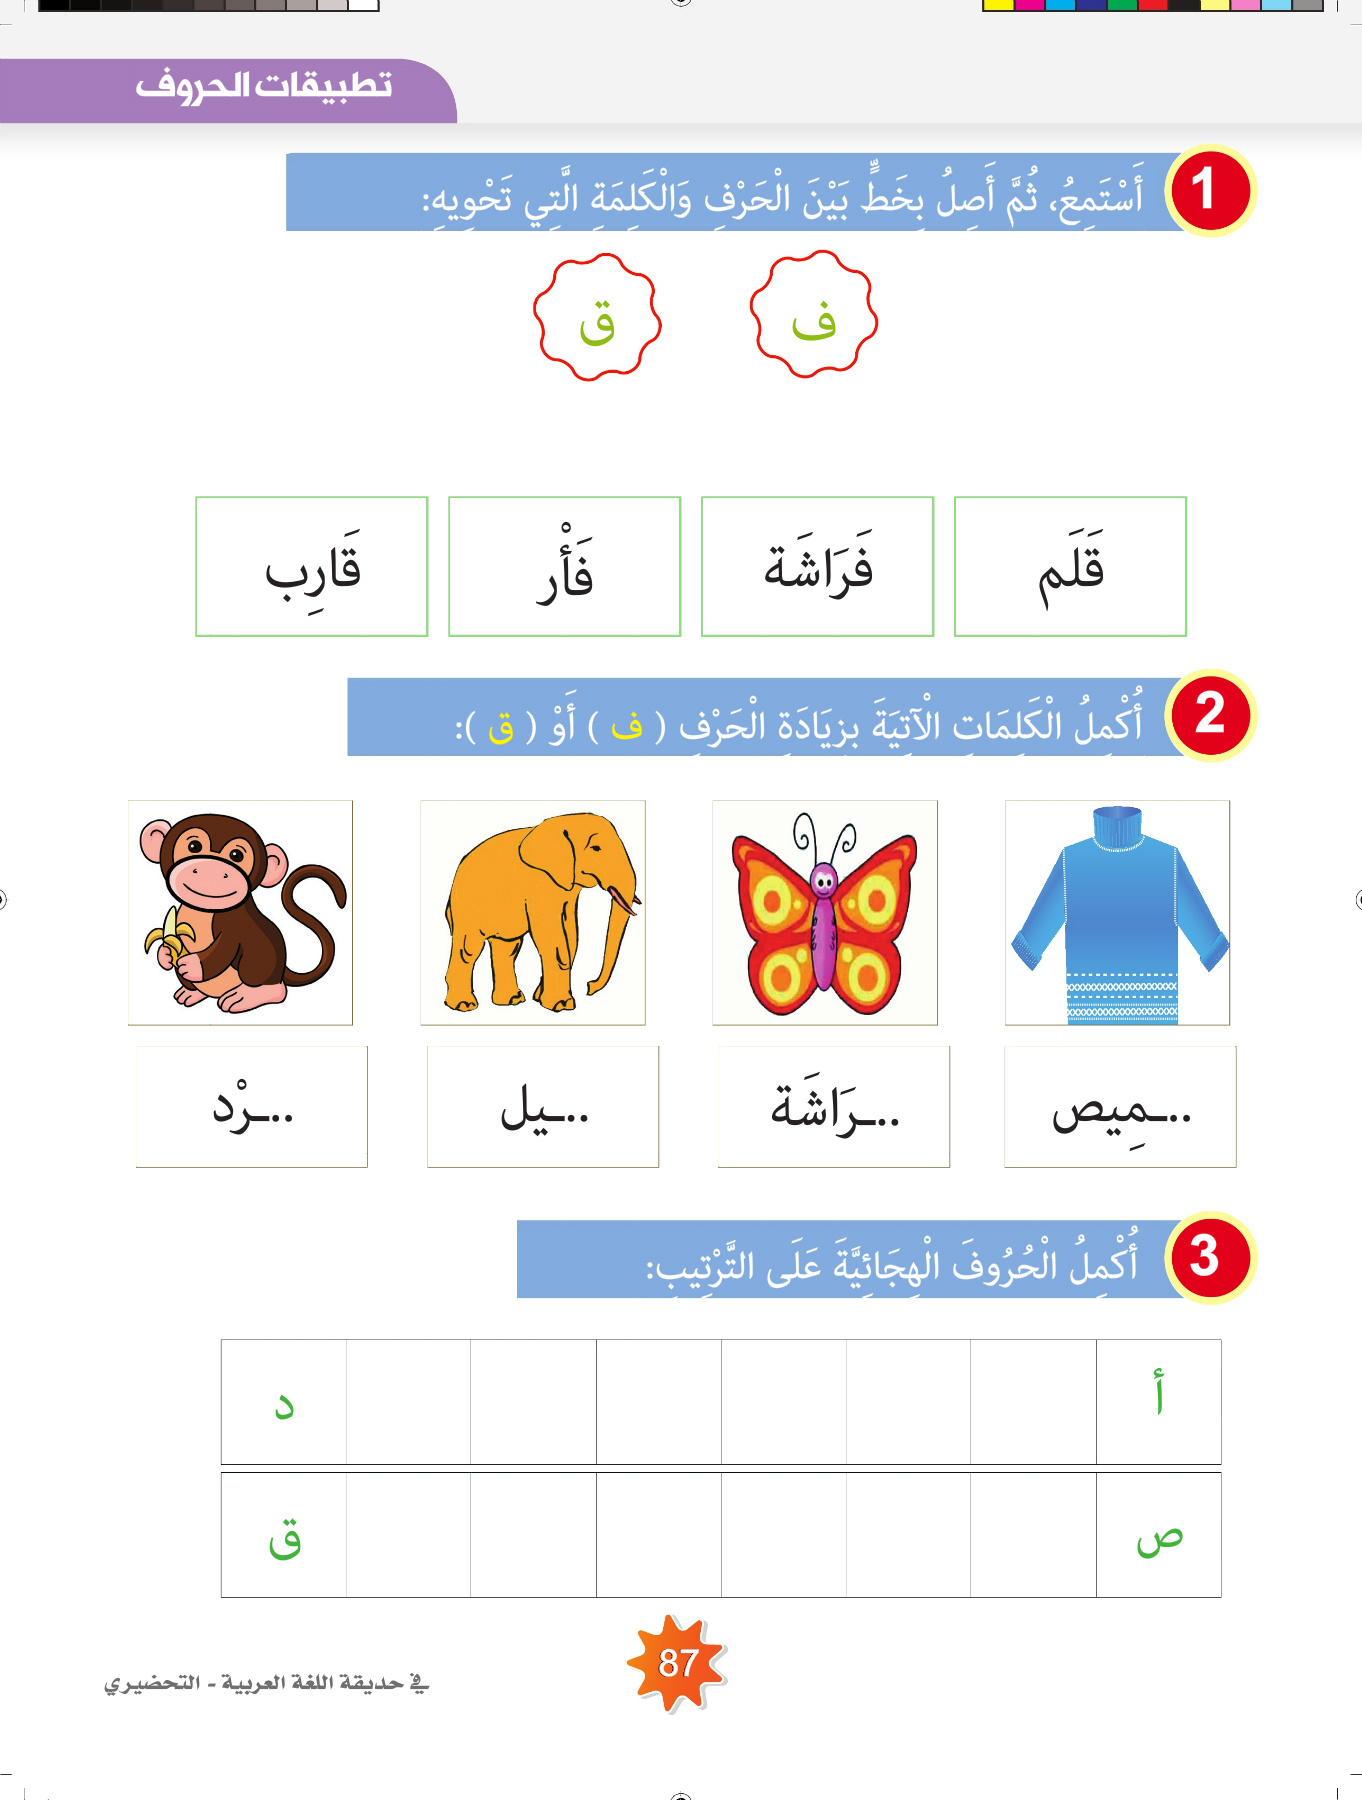 تطبيقات الحروف
1 أَسْتَمِعُ، ثُمَّ أَصِلُ بِخَطٍّ بَيْنَ الْحَرْفِ وَالْكَلِمَةِ الَّتِي تَحْوِيهِ:
ف ق
قَلَم فَرَاشَة فَأْر قَارِب
2 أُكْمِلُ الْكَلِمَاتِ الْآتِيَةَ بِزِيَادَةِ الْحَرْفِ ( ف ) أَوْ ( ق ):
..ـمِيص ..ـرَاشَة ..ـيل ..ـرْد
3 أُكْمِلُ الْحُرُوفَ الْهِجَائِيَّةَ عَلَى التَّرْتِيبِ:
أ د
ص ق
87
في حديقة اللغة العربية - التحضيري